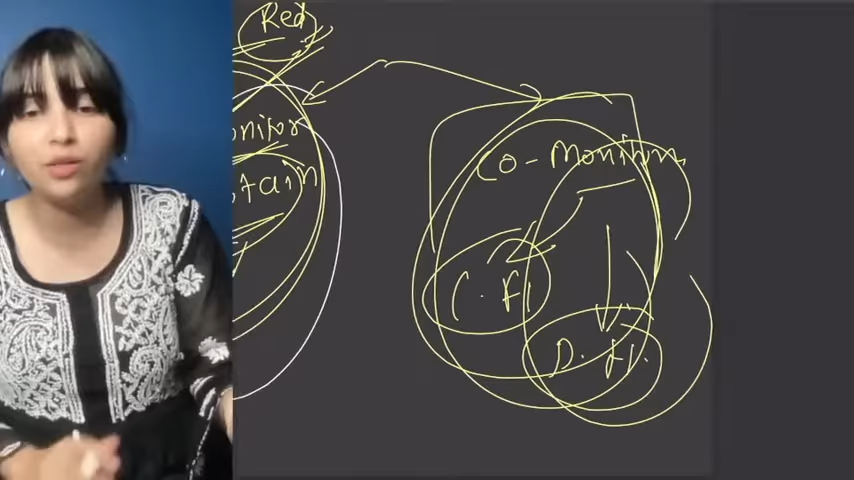 Red
onitor
tain
Co-Monitor
C. Fl
D. fl.